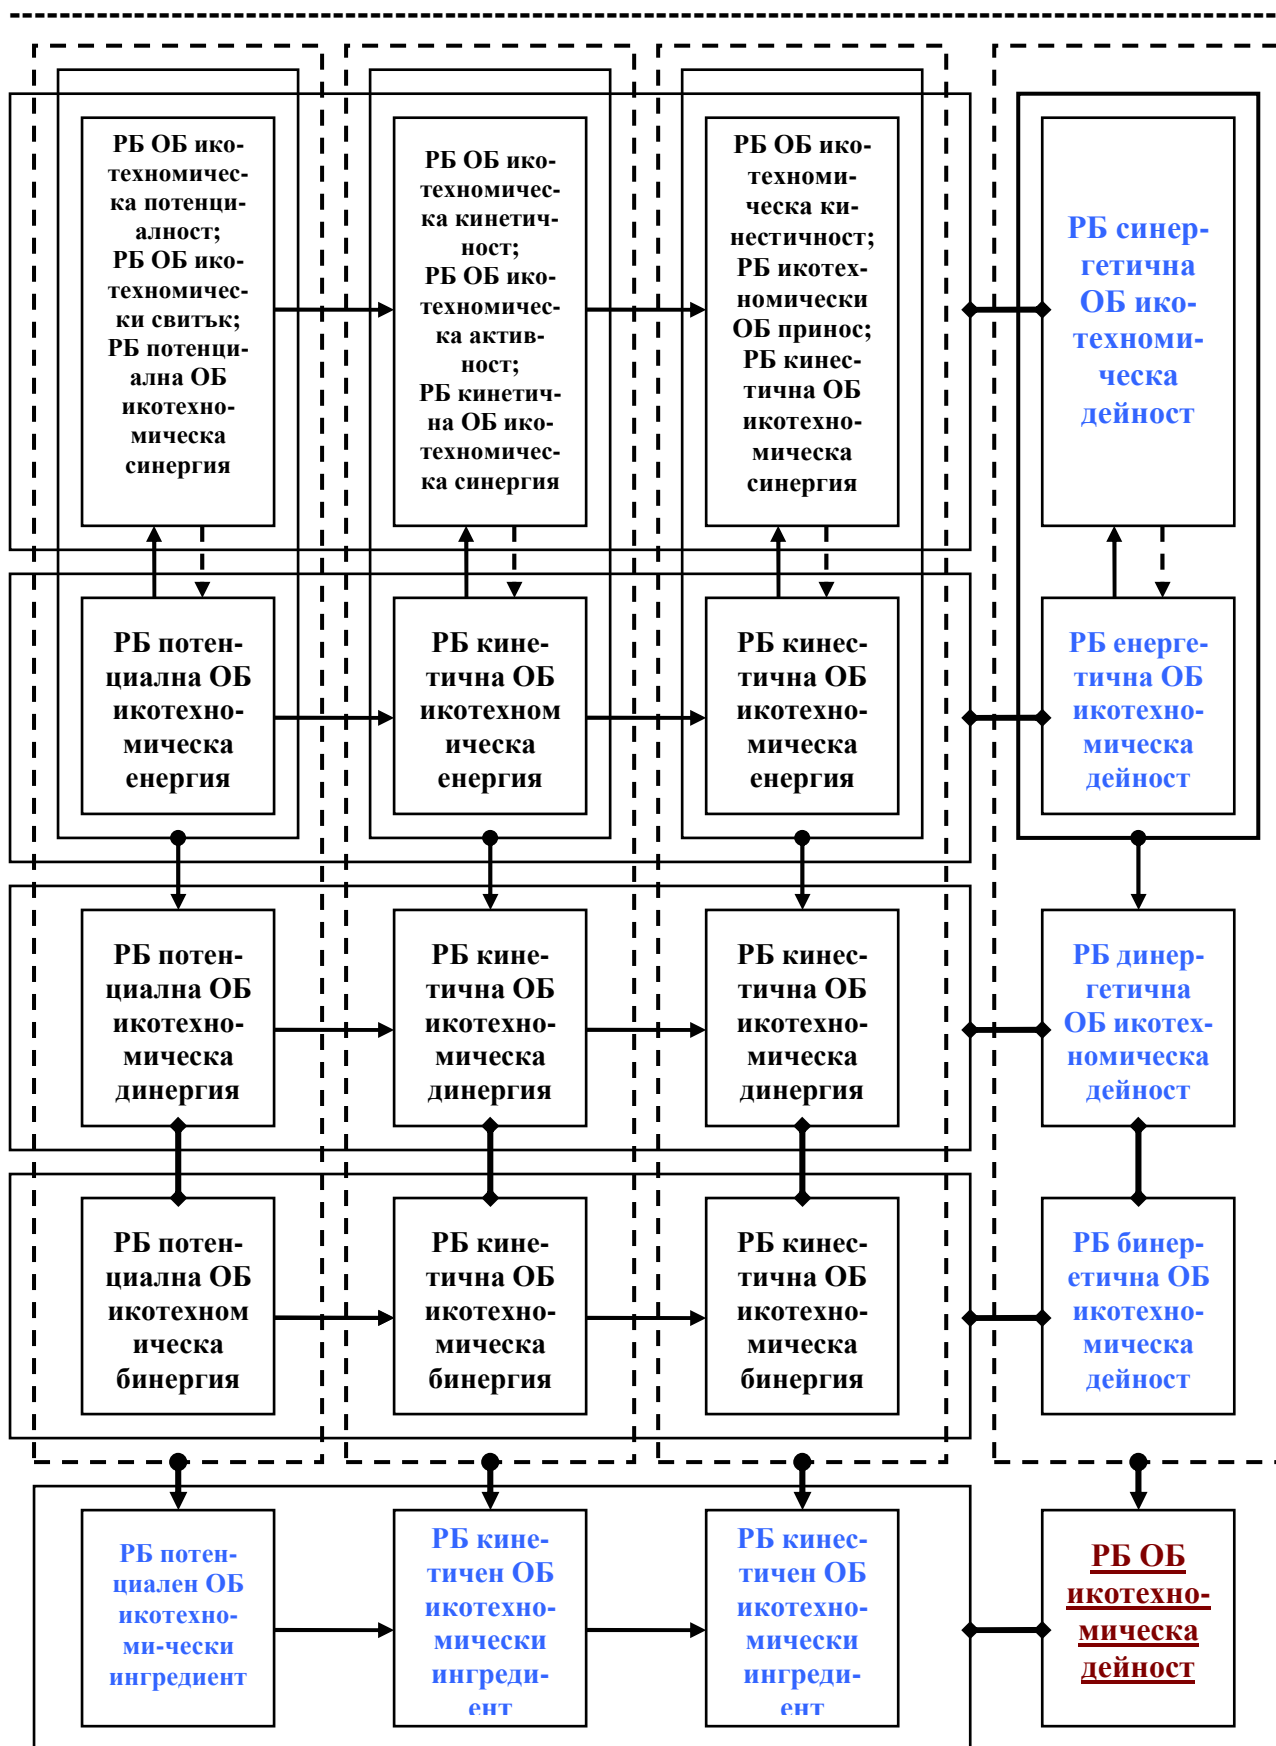 РБ ОБ ико-
техномичес-
ка потенци-
алност;
РБ ОБ ико-
техномичес-
ки свитък;
РБ потенци-
ална ОБ
икотехно-
мическа
синергия
РБ ОБ ико-
техномичес-
ка кинетич-
ност;
РБ ОБ ико-
техномичес-
ка актив-
ност;
РБ кинетич-
на ОБ ико-
техномичес-
ка синергия
РБ ОБ ико-
техноми-
ческа ки-
нестичност;
РБ икотех-
номически
ОБ принос;
РБ кинес-
тична ОБ
икотехно-
мическа
синергия
РБ синер-
гетична
ОБ ико-
техноми-
ческа
дейност
РБ потен-
циална ОБ
икотехно-
мическа
енергия
РБ кине-
тична ОБ
икотехном
ическа
енергия
РБ кинес-
тична ОБ
икотехно-
мическа
енергия
РБ енерге-
тична ОБ
икотехно-
мическа
дейност
РБ потен-
циална ОБ
икотехно-
мическа
динергия
РБ кине-
тична ОБ
икотехно-
мическа
динергия
РБ кинес-
тична ОБ
икотехно-
мическа
динергия
РБ динер-
гетична
ОБ икотех-
номическа
дейност
РБ потен-
циална ОБ
икотехном
ическа
бинергия
РБ кине-
тична ОБ
икотехно-
мическа
бинергия
РБ кинес-
тична ОБ
икотехно-
мическа
бинергия
РБ бинер-
етична ОБ
икотехно-
мическа
дейност
РБ потен-
циален ОБ
икотехно-
ми-чески
ингредиент
РБ кине-
тичен ОБ
икотехно-
мически
ингреди-
ент
РБ кинес-
тичен ОБ
икотехно-
мически
ингреди-
ент
РБ ОБ
икотехно-
мическа
дейност